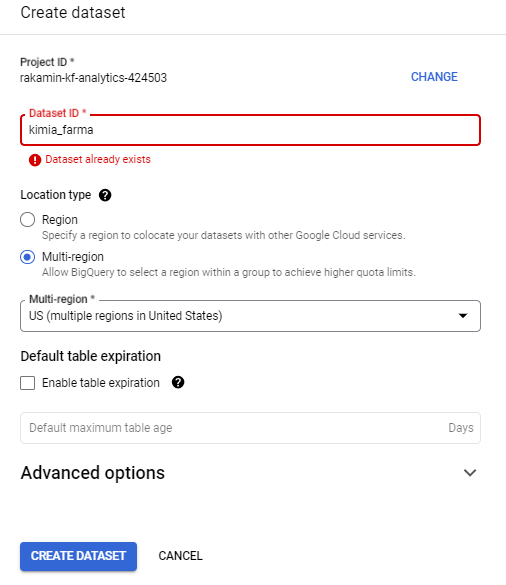 Create dataset
Project ID *
rakamin-kf-analytics-424503
CHANGE
Dataset ID *
kimia_farma
Dataset already exists
Location type
Region
Specify a region to colocate your datasets with other Google Cloud services.
Multi-region
Allow BigQuery to select a region within a group to achieve higher quota limits.
Multi-region *
US (multiple regions in United States)
Default table expiration
Enable table expiration
Default maximum table age Days
Advanced options
CREATE DATASET CANCEL